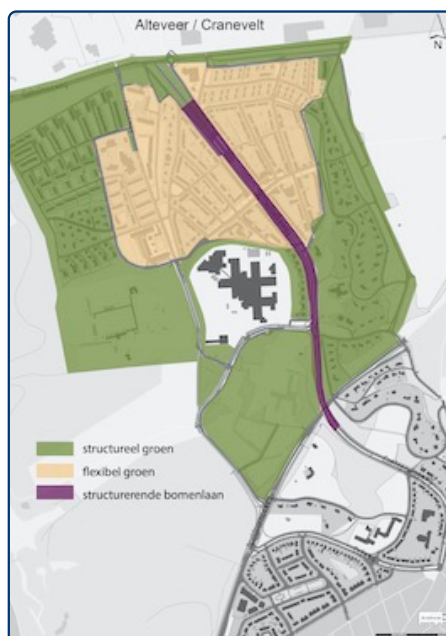 Alteveer / Cranevelt
N
structureel groen
flexibel groen
structurerende bomenlaan